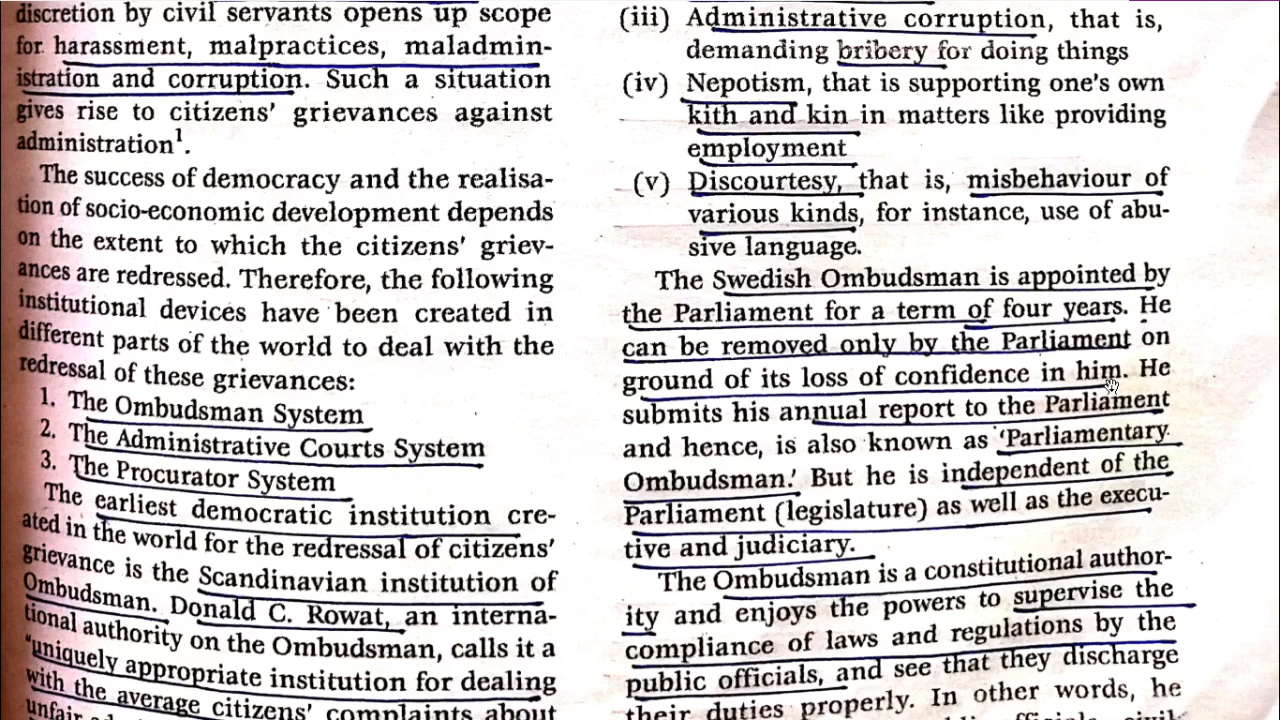 discretion by civil servants opens up scope
for harassment, malpractices, maladmin-
istration and corruption. Such a situation
gives rise to citizens' grievances against
administration¹.
The success of democracy and the realisa-
tion of socio-economic development depends
on the extent to which the citizens' griev-
ances are redressed. Therefore, the following
institutional devices have been created in
different parts of the world to deal with the
redressal of these grievances:
1. The Ombudsman System
2. The Administrative Courts System
3. The Procurator System
The earliest democratic institution cre-
ated in the world for the redressal of citizens'
grievance is the Scandinavian institution of
Ombudsman. Donald C. Rowat, an interna-
tional authority on the Ombudsman, calls it a
"uniquely appropriate institution for dealing
with the average citizens' complaints about
unfair
(iii) Administrative corruption, that is,
demanding bribery for doing things
(iv) Nepotism, that is supporting one's own
kith and kin in matters like providing
employment
(v) Discourtesy, that is, misbehaviour of
various kinds, for instance, use of abu-
sive language.
The Swedish Ombudsman is appointed by
the Parliament for a term of four years. He
can be removed only by the Parliament on
ground of its loss of confidence in him. He
submits his annual report to the Parliament
and hence, is also known as 'Parliamentary
Ombudsman.' But he is independent of the
Parliament (legislature) as well as the execu-
tive and judiciary.
The Ombudsman is a constitutional author-
ity and enjoys the powers to supervise the
compliance of laws and regulations by the
public officials, and see that they discharge
their duties properly. In other words, he